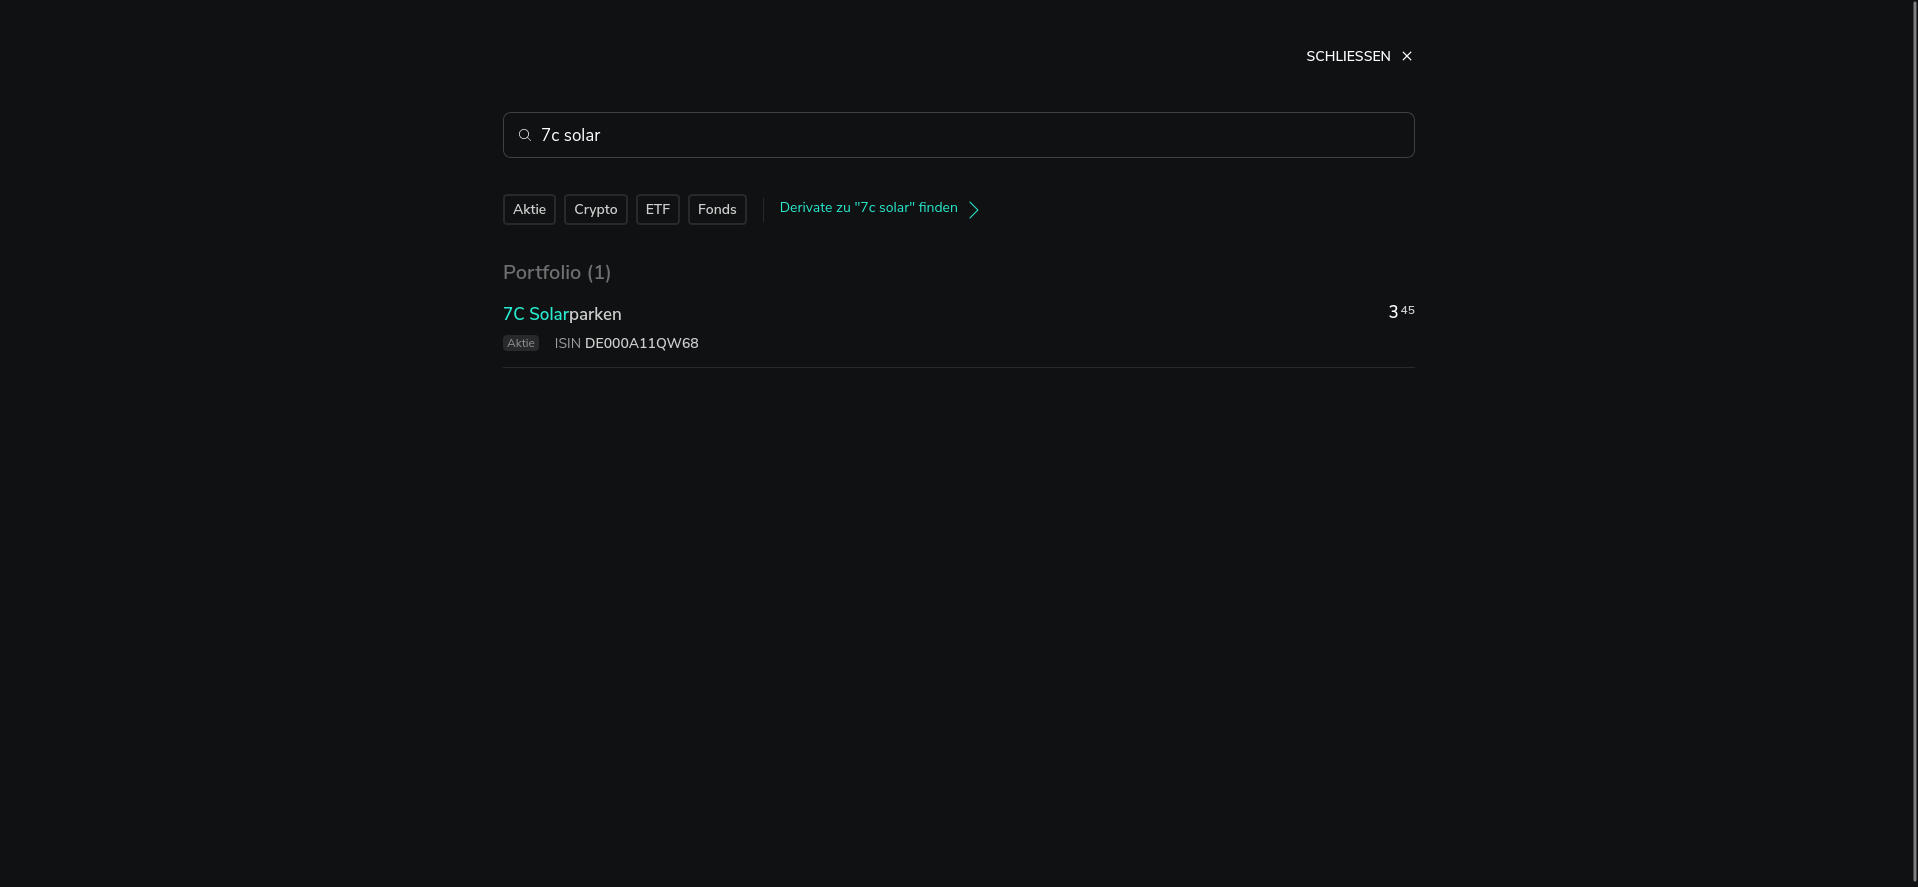 SCHLIESSEN
7c solar
Aktie Crypto ETF Fonds Derivate zu "7c solar" finden
Portfolio (1)
7C Solarparken 3 45
Aktie ISIN DE000A11QW68